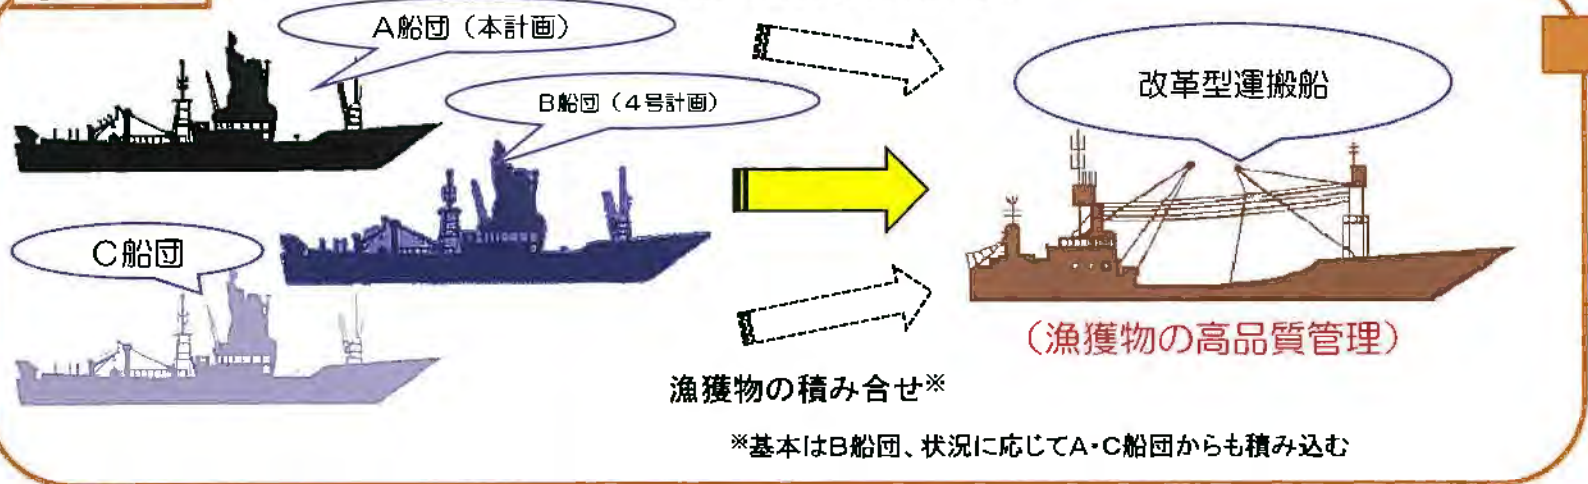 A船団（本計画）
B船団（4号計画）
C船団
改革型運搬船
（漁獲物の高品質管理）
漁獲物の積み合せ※
※基本はB船団、状況に応じてA・C船団からも積み込む